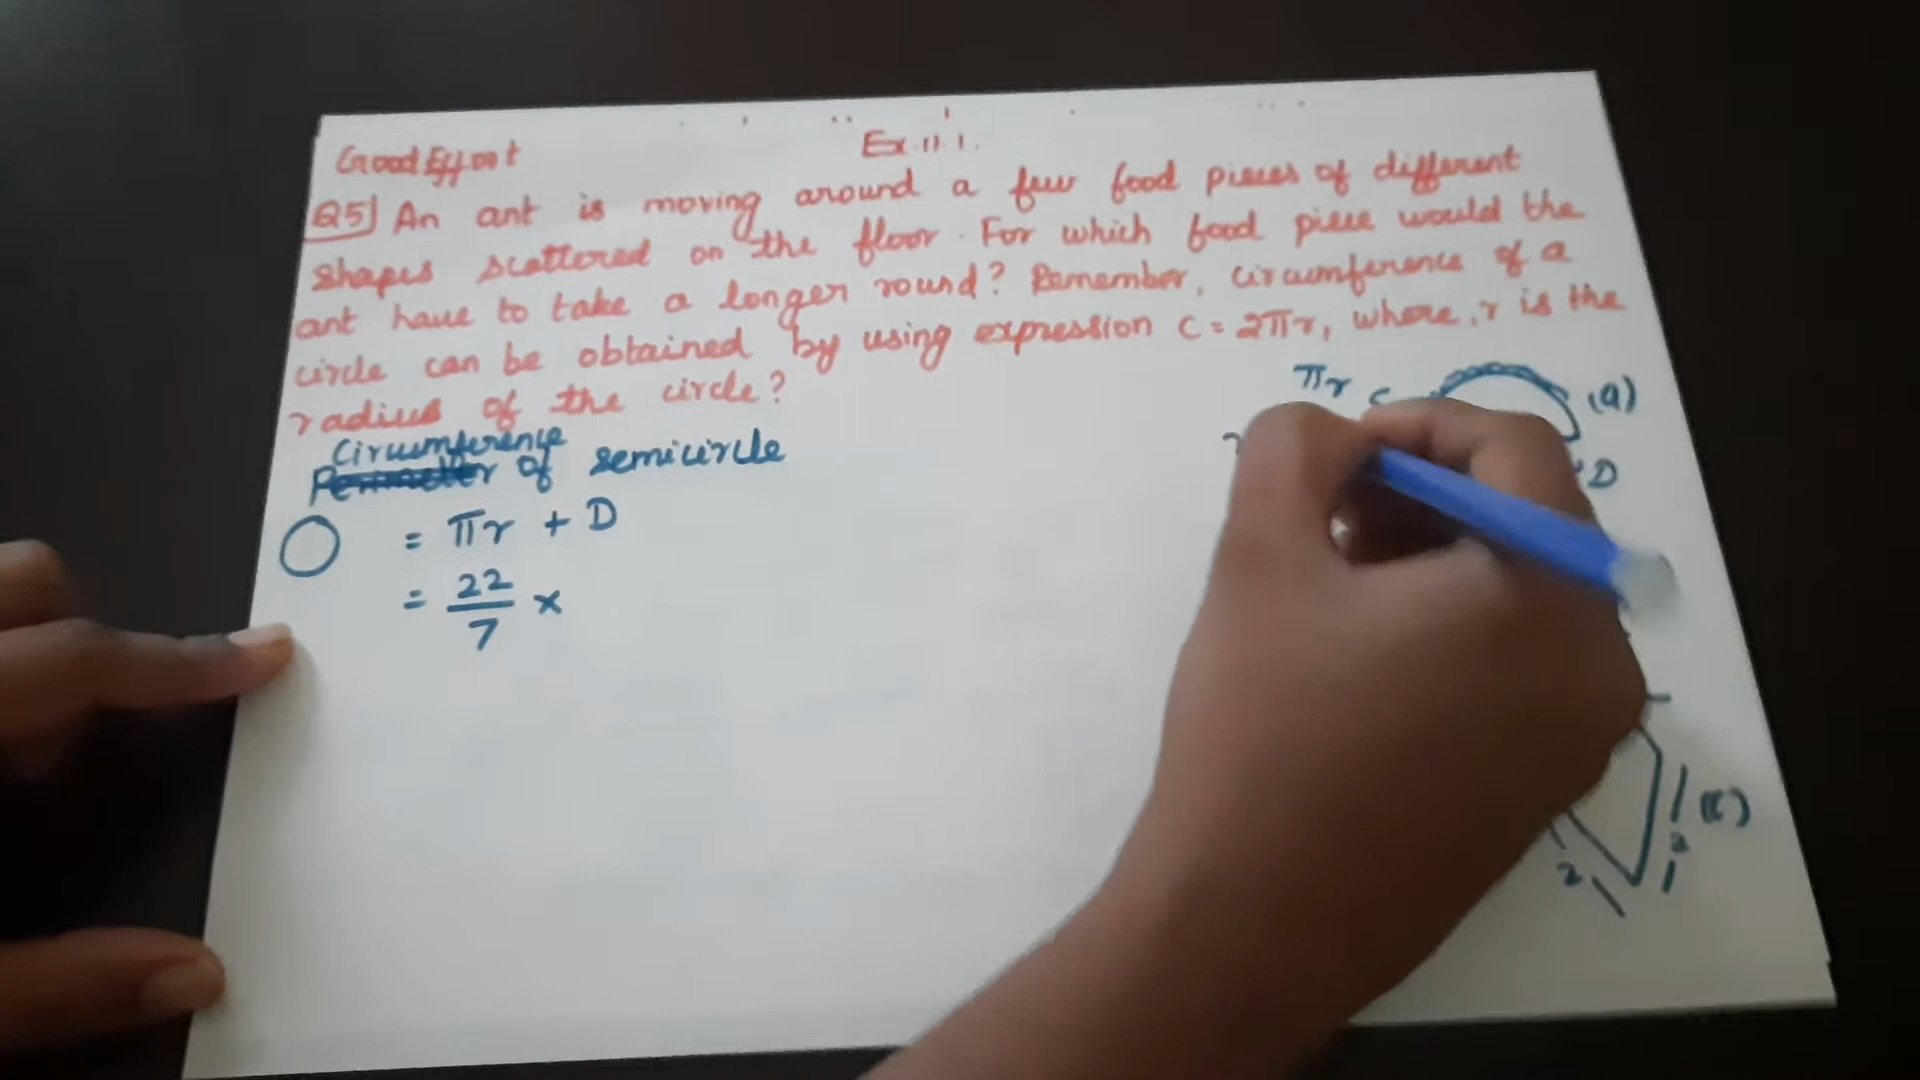 Good Effort
Ex.11.1.
Q5] An ant is moving around a few food pieces of different
shapes scattered on the floor. For which food piece would the
ant have to take a longer round? Remember, circumference of a
circle can be obtained by using expression C = 2πr, where, r is the
radius of the circle?
πr C (a)
D
Circumference
of semicircle
= πr + D
= 22/7 ×
2 (c)
2